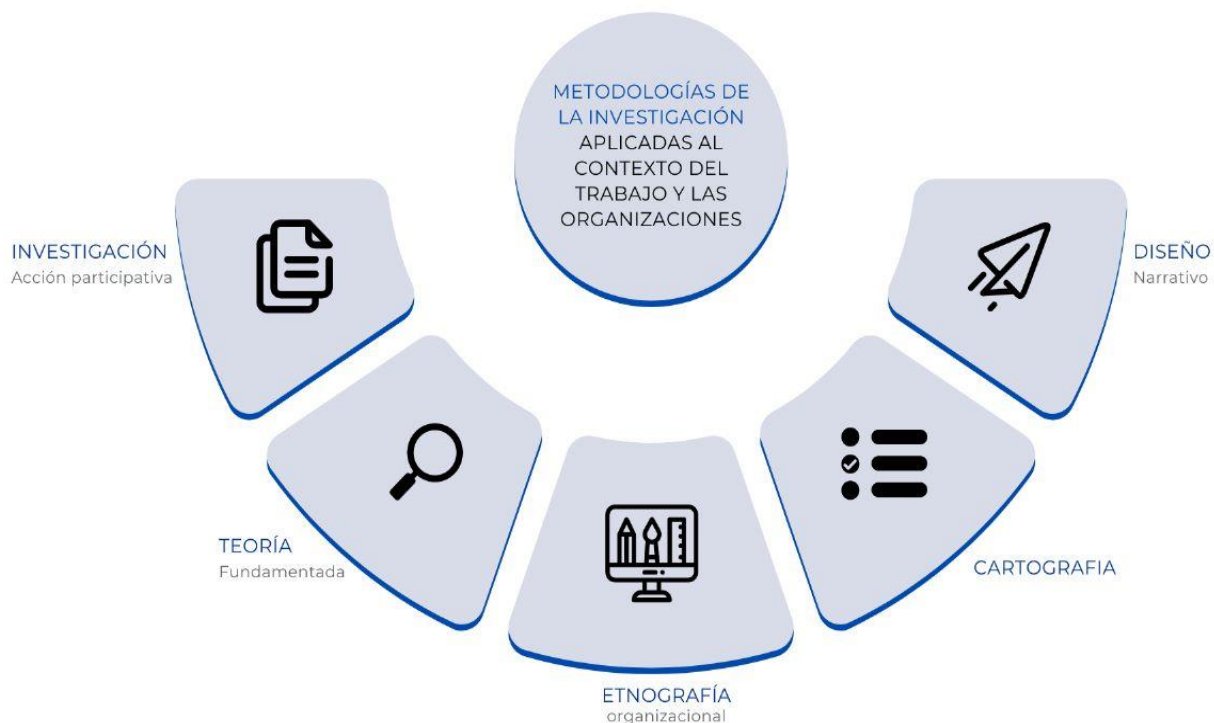 METODOLOGÍAS DE
LA INVESTIGACIÓN
APLICADAS AL
CONTEXTO DEL
TRABAJO Y LAS
ORGANIZACIONES
INVESTIGACIÓN
Acción participativa
TEORÍA
Fundamentada
ETNOGRAFÍA
organizacional
CARTOGRAFIA
DISEÑO
Narrativo